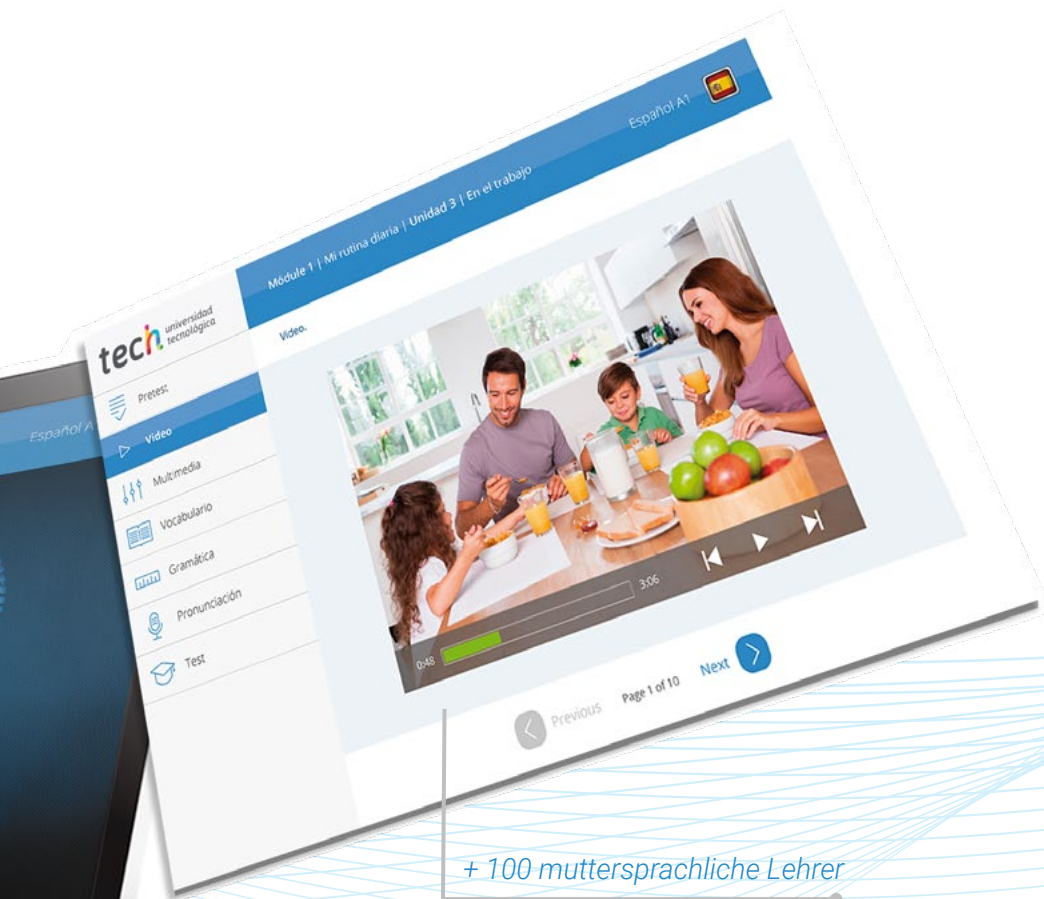 Español A1
Módule 1 | Mi rutina diaria | Unidad 3 | En el trabajo
tech universidad
tecnológica
Video.
Pretest
Video
Multimedia
Vocabulario
Gramática
Pronunciación
Test
0:48
3:06
Previous
Page 1 of 10
Next
Español A
+ 100 muttersprachliche Lehrer